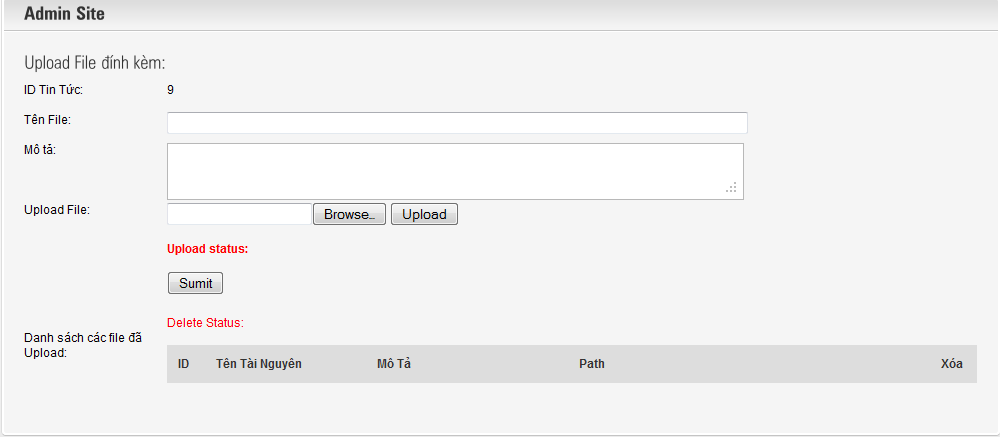 Admin Site
Upload File đính kèm:
ID Tin Tức: 9
Tên File:
Mô tả:
Upload File: Browse.. Upload
Upload status:
Sumit
Delete Status:
Danh sách các file đã
Upload:
ID Tên Tài Nguyên Mô Tả Path Xóa